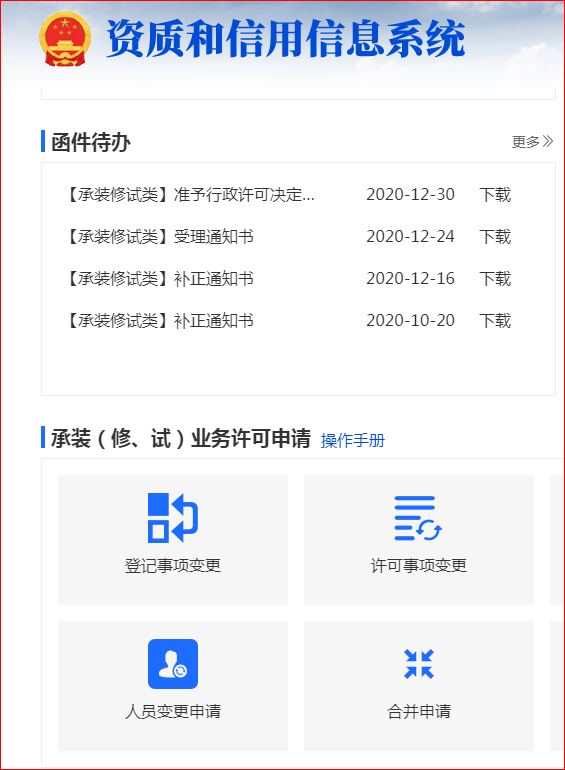 资质和信用信息系统
函件待办 更多
【承装修试类】准予行政许可决定... 2020-12-30 下载
【承装修试类】受理通知书 2020-12-24 下载
【承装修试类】补正通知书 2020-12-16 下载
【承装修试类】补正通知书 2020-10-20 下载
承装（修、试）业务许可申请 操作手册
登记事项变更 许可事项变更
人员变更申请 合并申请